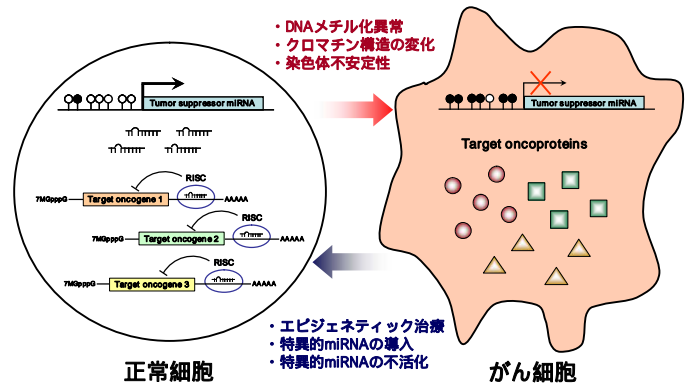 ・DNAメチル化異常
・クロマチン構造の変化
・染色体不安定性
Tumor suppressor miRNA
RISC
7MGpppG
Target oncogene 1
AAAAA
RISC
7MGpppG
Target oncogene 2
AAAAA
RISC
7MGpppG
Target oncogene 3
AAAAA
Tumor suppressor miRNA
Target oncoproteins
・エピジェネティック治療
・特異的miRNAの導入
・特異的miRNAの不活化
正常細胞
がん細胞